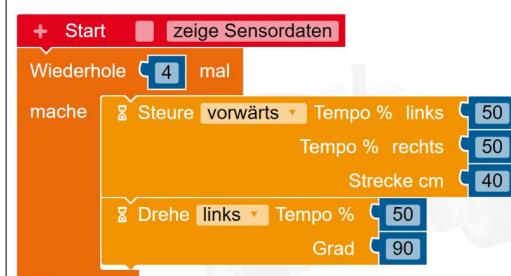 + Start zeige Sensordaten
Wiederhole 4 mal
mache Steure vorwärts Tempo % links 50
Tempo % rechts 50
Strecke cm 40
Drehe links Tempo % 50
Grad 90